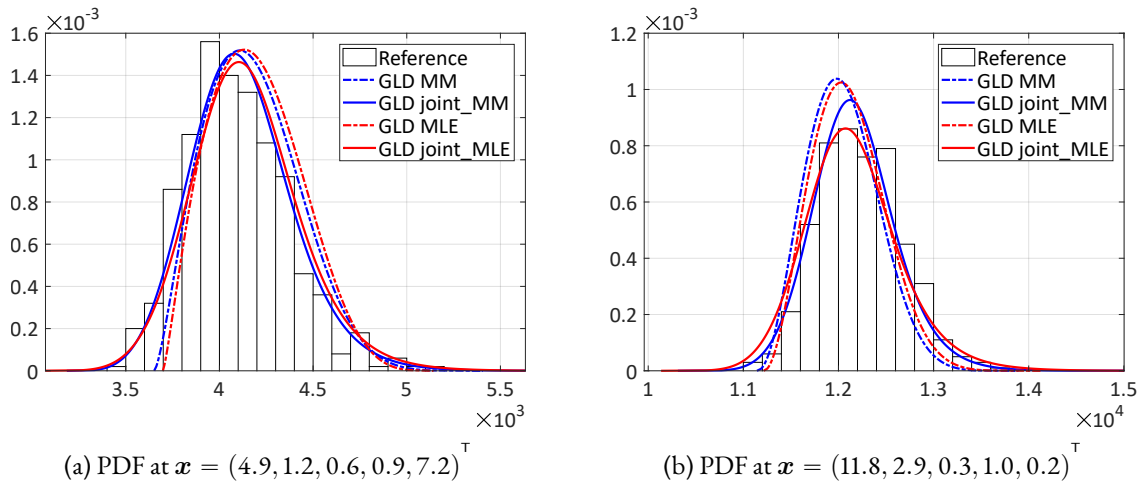 ×10⁻³
1.6
1.4
1.2
1
0.8
0.6
0.4
0.2
0
3.5
4
4.5
5
×10³
Reference
GLD MM
GLD joint_MM
GLD MLE
GLD joint_MLE
(a) PDF at x = (4.9, 1.2, 0.6, 0.9, 7.2)ᵀ
×10⁻³
1.2
1
0.8
0.6
0.4
0.2
0
1
1.1
1.2
1.3
1.4
1.5
×10⁴
Reference
GLD MM
GLD joint_MM
GLD MLE
GLD joint_MLE
(b) PDF at x = (11.8, 2.9, 0.3, 1.0, 0.2)ᵀ